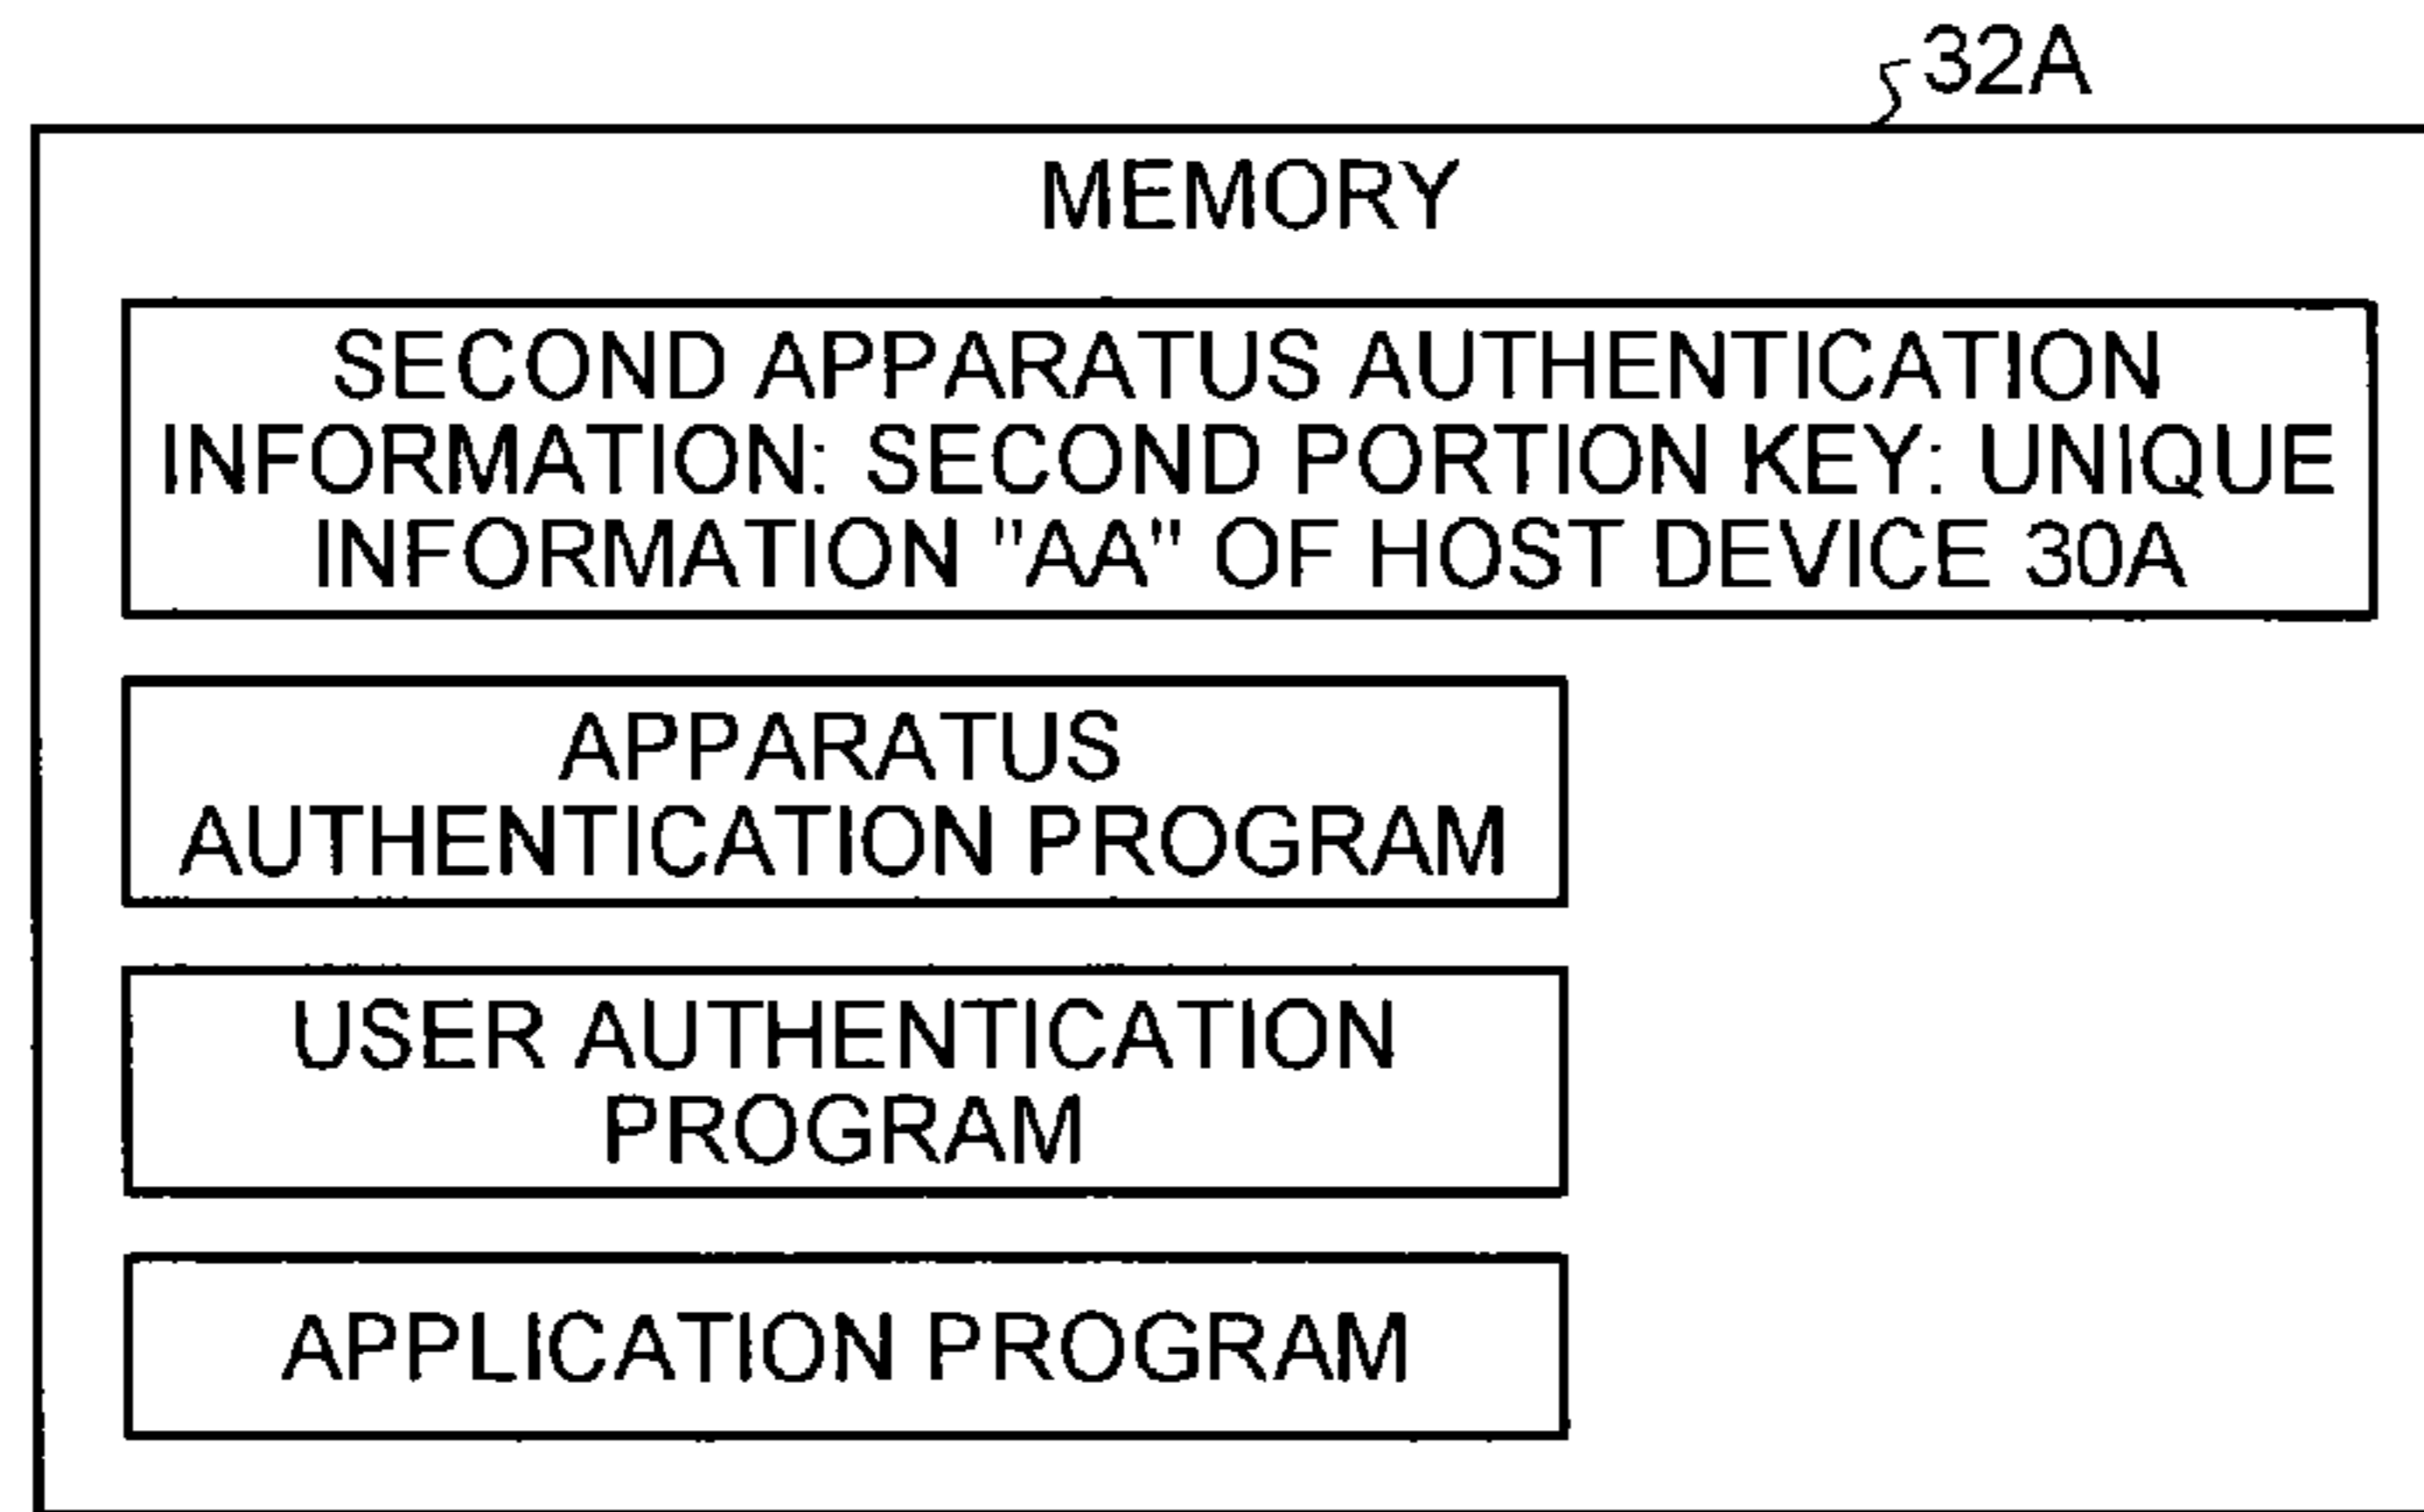 32A
MEMORY
SECOND APPARATUS AUTHENTICATION
INFORMATION: SECOND PORTION KEY: UNIQUE
INFORMATION "AA" OF HOST DEVICE 30A
APPARATUS
AUTHENTICATION PROGRAM
USER AUTHENTICATION
PROGRAM
APPLICATION PROGRAM